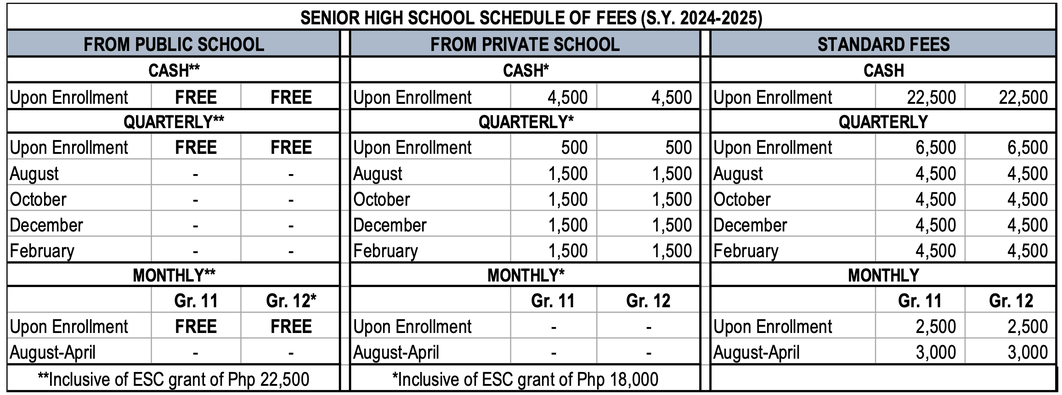 SENIOR HIGH SCHOOL SCHEDULE OF FEES (S.Y. 2024-2025)
FROM PUBLIC SCHOOL FROM PRIVATE SCHOOL STANDARD FEES
CASH** CASH* CASH
Upon Enrollment FREE FREE Upon Enrollment 4,500 4,500 Upon Enrollment 22,500 22,500
QUARTERLY** QUARTERLY* QUARTERLY
Upon Enrollment FREE FREE Upon Enrollment 500 500 Upon Enrollment 6,500 6,500
August - - August 1,500 1,500 August 4,500 4,500
October - - October 1,500 1,500 October 4,500 4,500
December - - December 1,500 1,500 December 4,500 4,500
February - - February 1,500 1,500 February 4,500 4,500
MONTHLY** MONTHLY* MONTHLY
Gr. 11 Gr. 12* Gr. 11 Gr. 12 Gr. 11 Gr. 12
Upon Enrollment FREE FREE Upon Enrollment - - Upon Enrollment 2,500 2,500
August-April - - August-April - - August-April 3,000 3,000
**Inclusive of ESC grant of Php 22,500 *Inclusive of ESC grant of Php 18,000